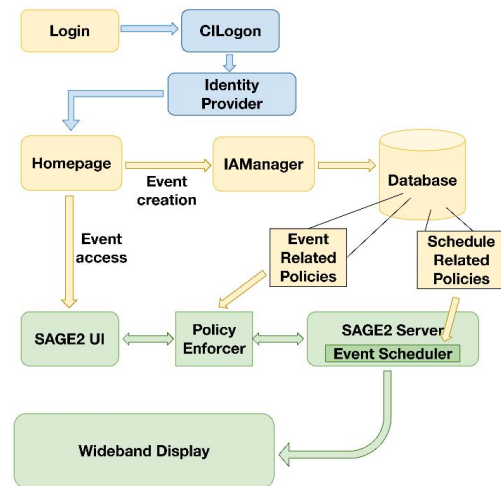 Login
CILogon
Identity
Provider
Homepage
Event
creation
IAManager
Database
Event
access
Event
Related
Policies
Schedule
Related
Policies
SAGE2 UI
Policy
Enforcer
SAGE2 Server
Event Scheduler
Wideband Display